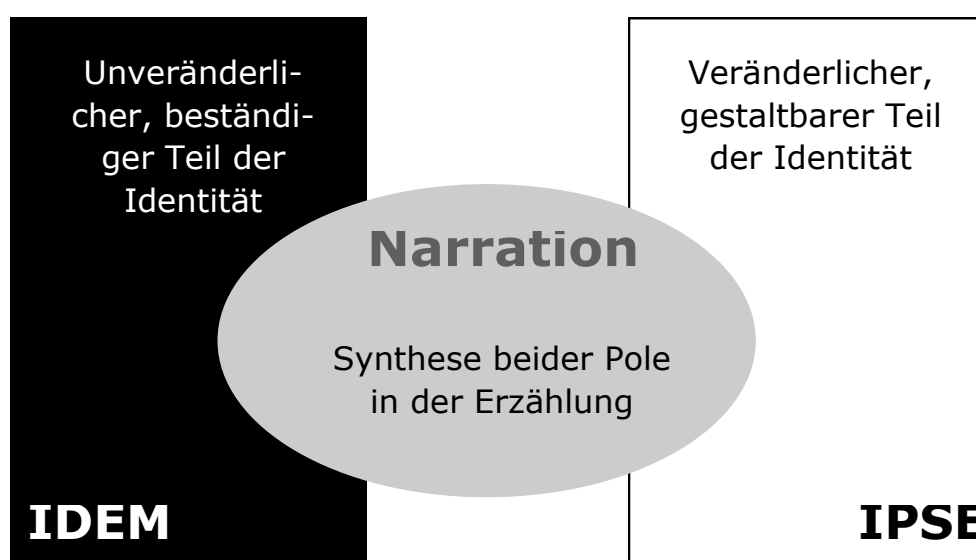 Unveränderli-
cher, beständi-
ger Teil der
Identität
Veränderlicher,
gestaltbarer Teil
der Identität
Narration
Synthese beider Pole
in der Erzählung
IDEM
IPSE